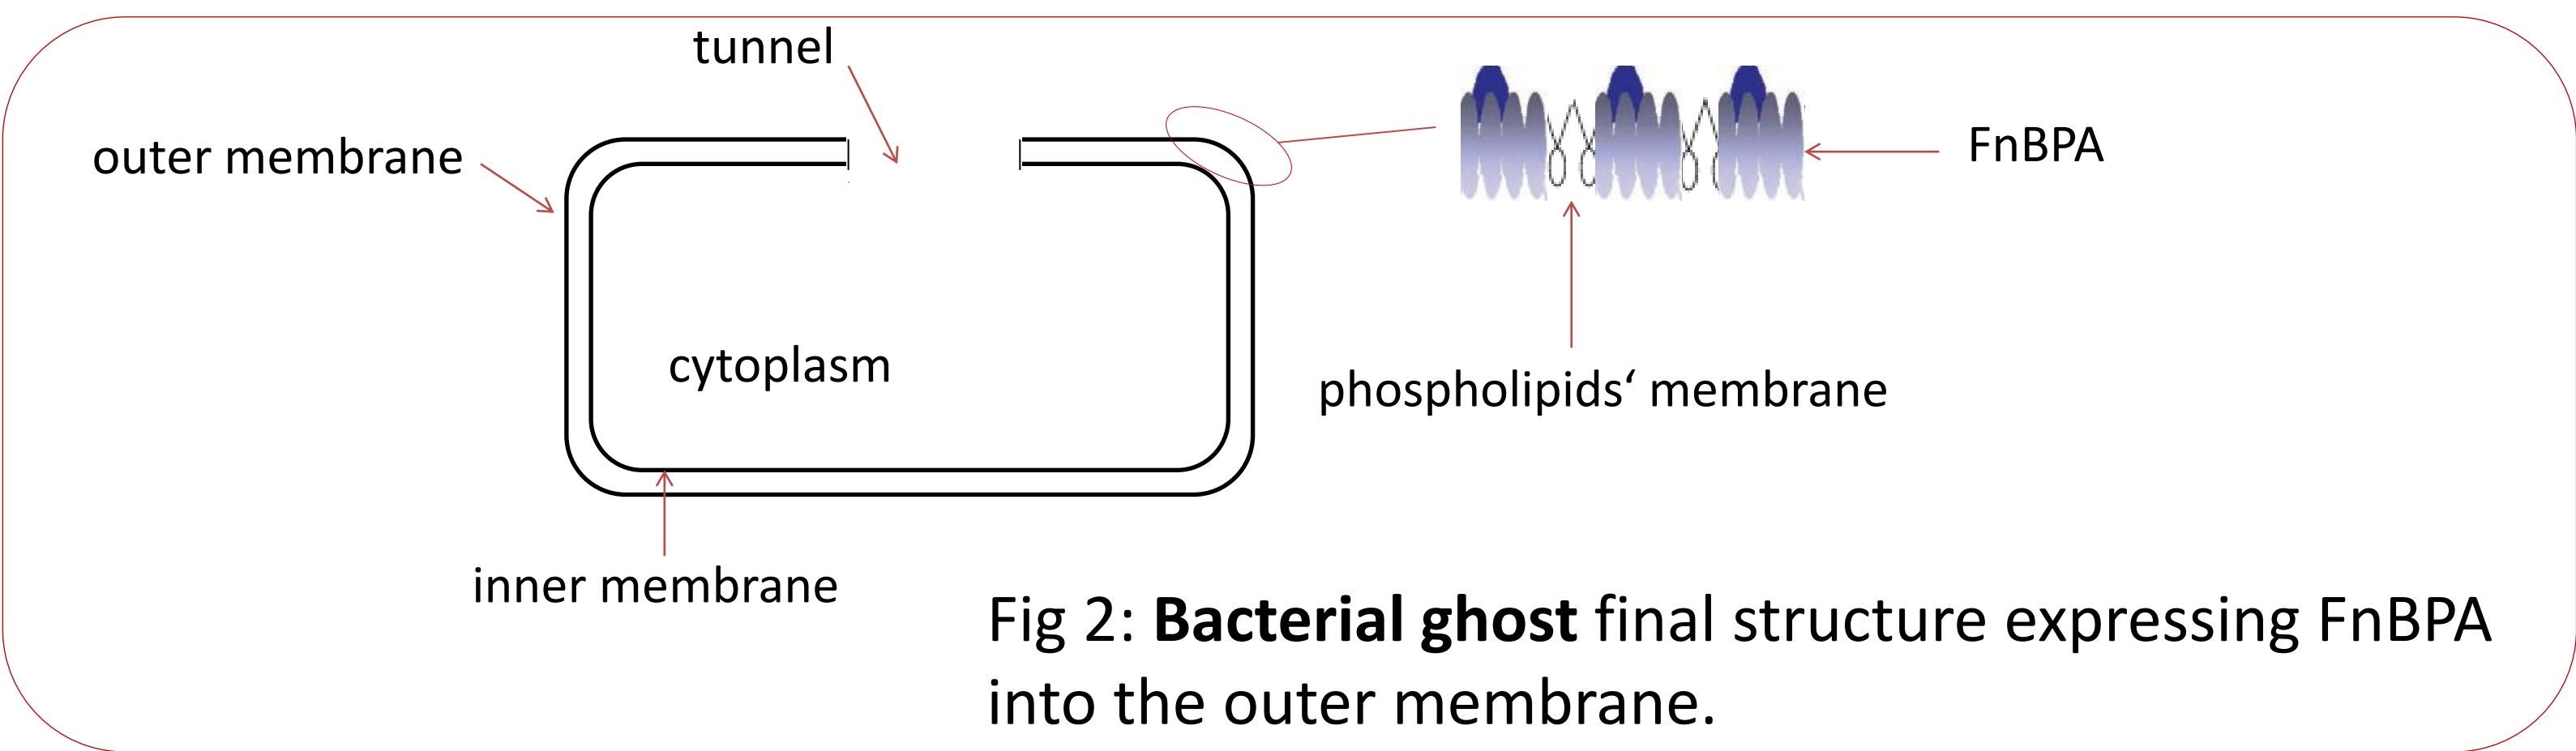 tunnel
outer membrane
FnBPA
cytoplasm
phospholipids‘ membrane
inner membrane
Fig 2: Bacterial ghost final structure expressing FnBPA
into the outer membrane.